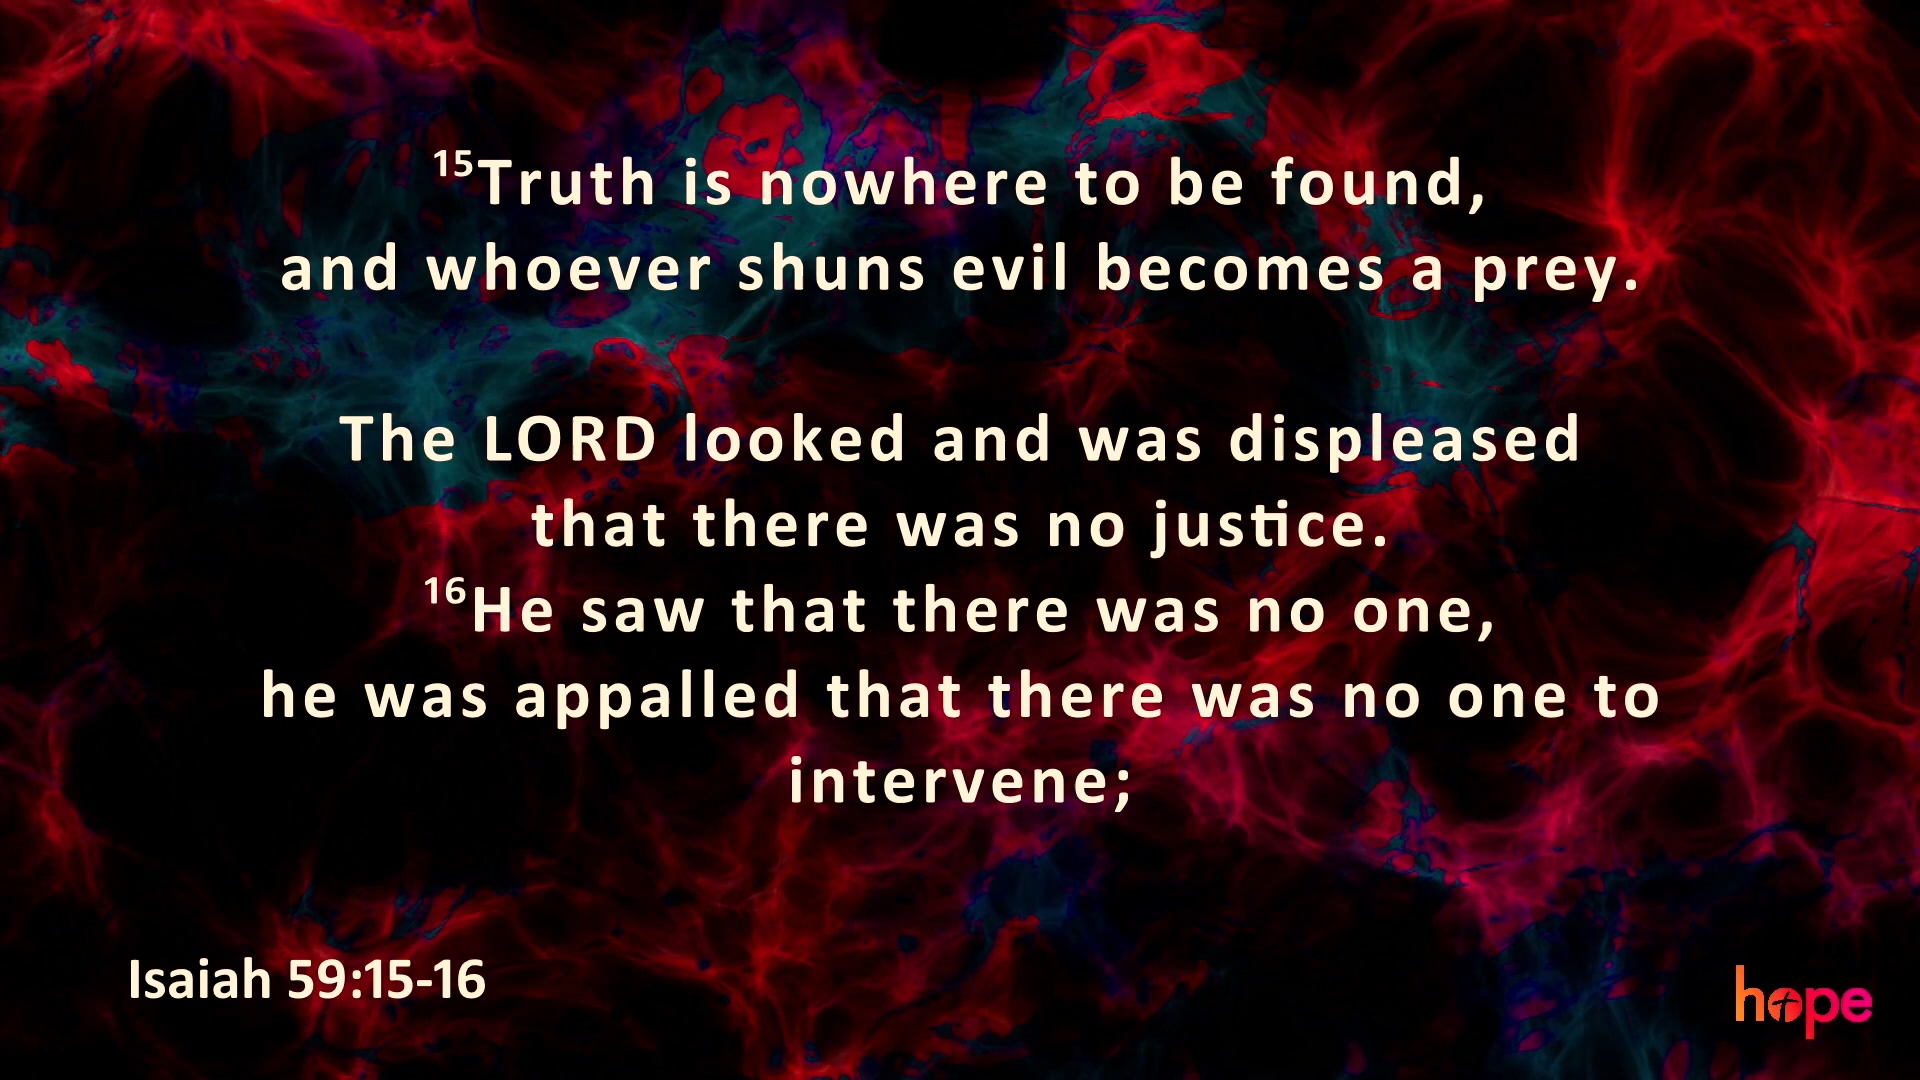 ¹⁵Truth is nowhere to be found,
and whoever shuns evil becomes a prey.
The LORD looked and was displeased
that there was no justice.
¹⁶He saw that there was no one,
he was appalled that there was no one to
intervene;
Isaiah 59:15-16
hope